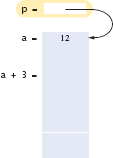 p =
a = 12
a + 3 =